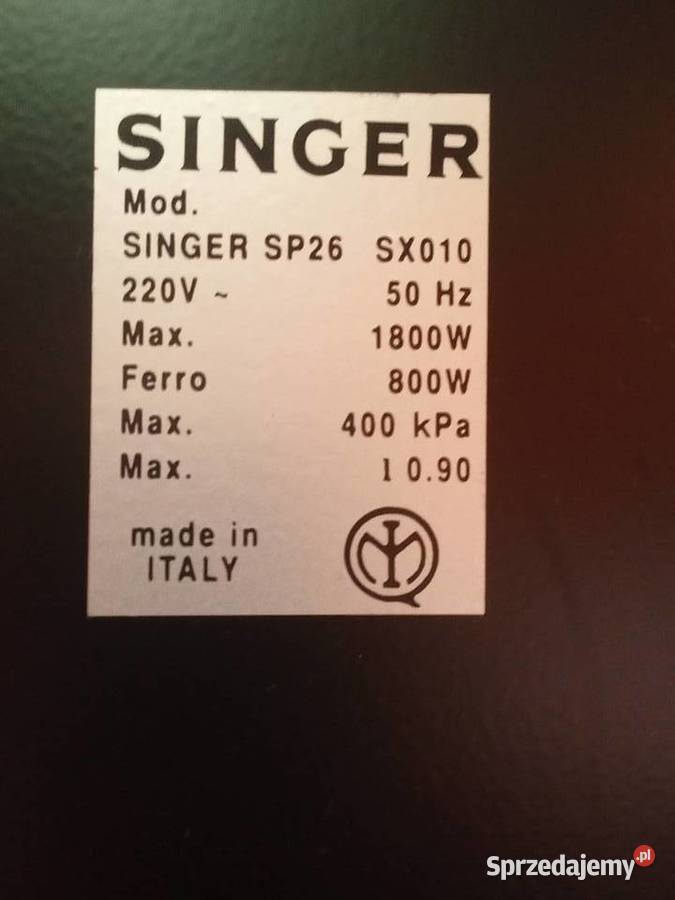 SINGER
Mod.
SINGER SP26 SX010
220V ~ 50 Hz
Max. 1800W
Ferro 800W
Max. 400 kPa
Max. l 0.90
made in
ITALY
Sprzedajemy.pl